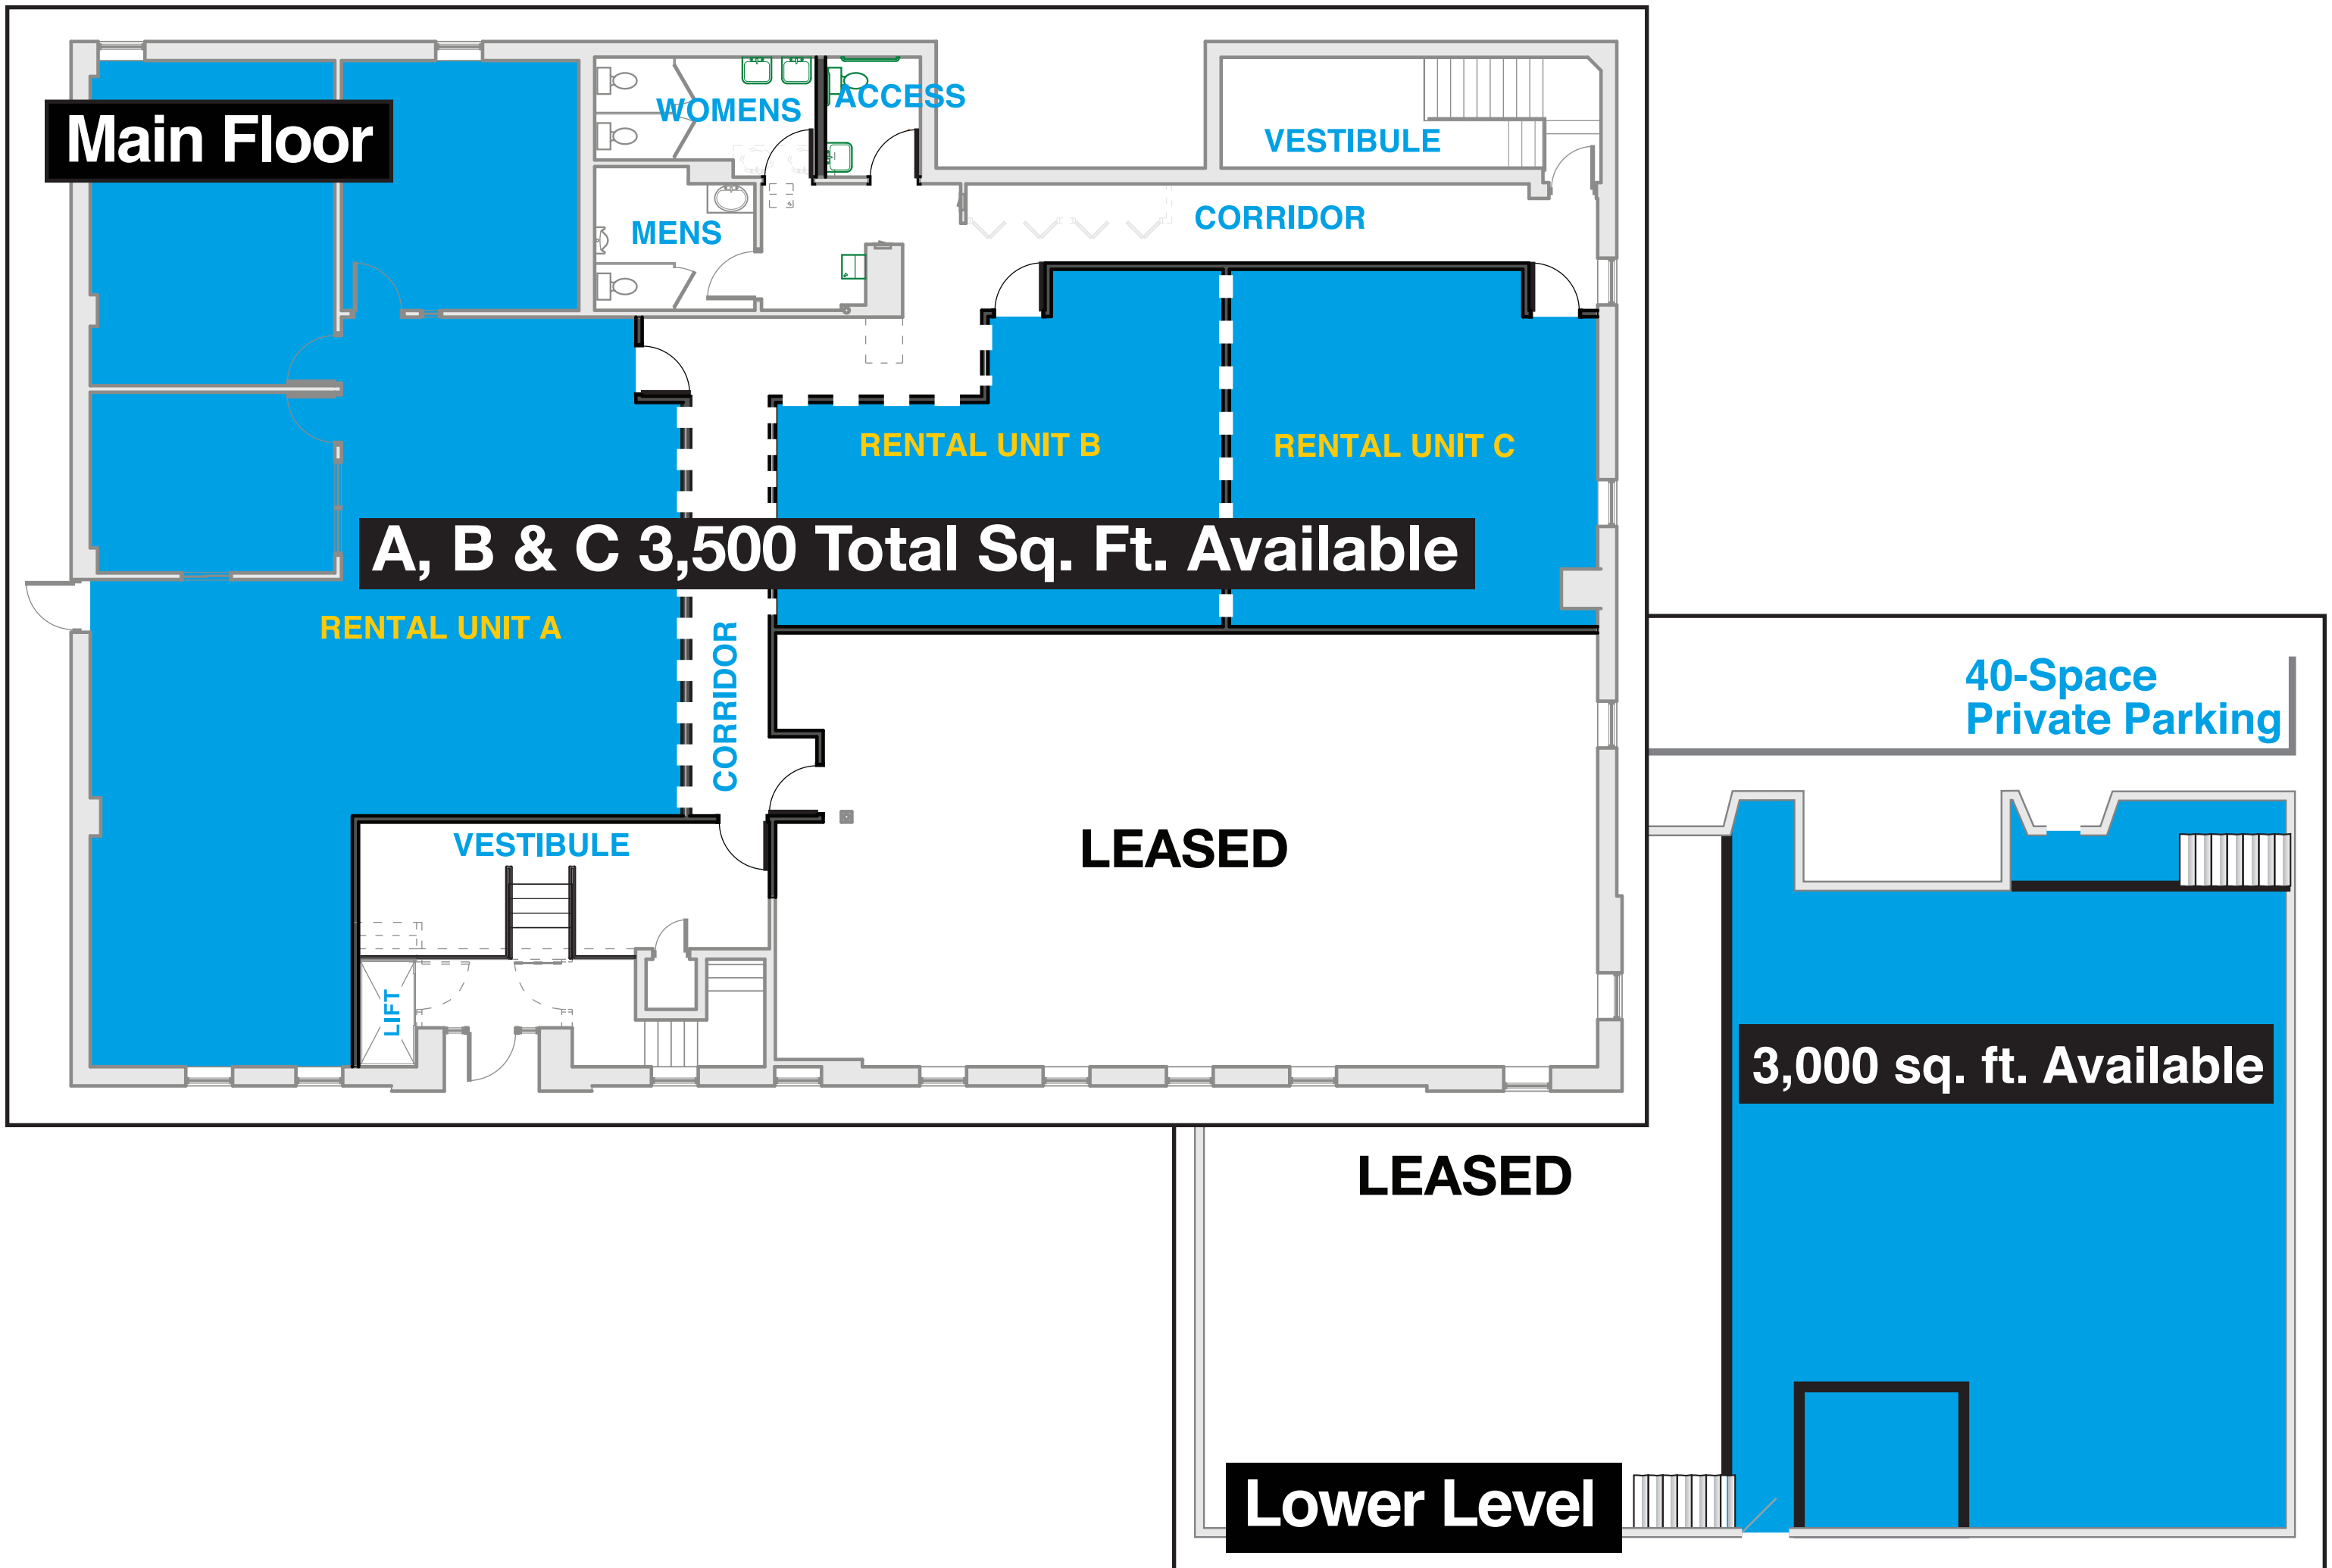 Main Floor
WOMENS
ACCESS
VESTIBULE
MENS
CORRIDOR
RENTAL UNIT B
RENTAL UNIT C
A, B & C 3,500 Total Sq. Ft. Available
RENTAL UNIT A
CORRIDOR
40-Space
Private Parking
VESTIBULE
LEASED
LIFT
3,000 sq. ft. Available
LEASED
Lower Level